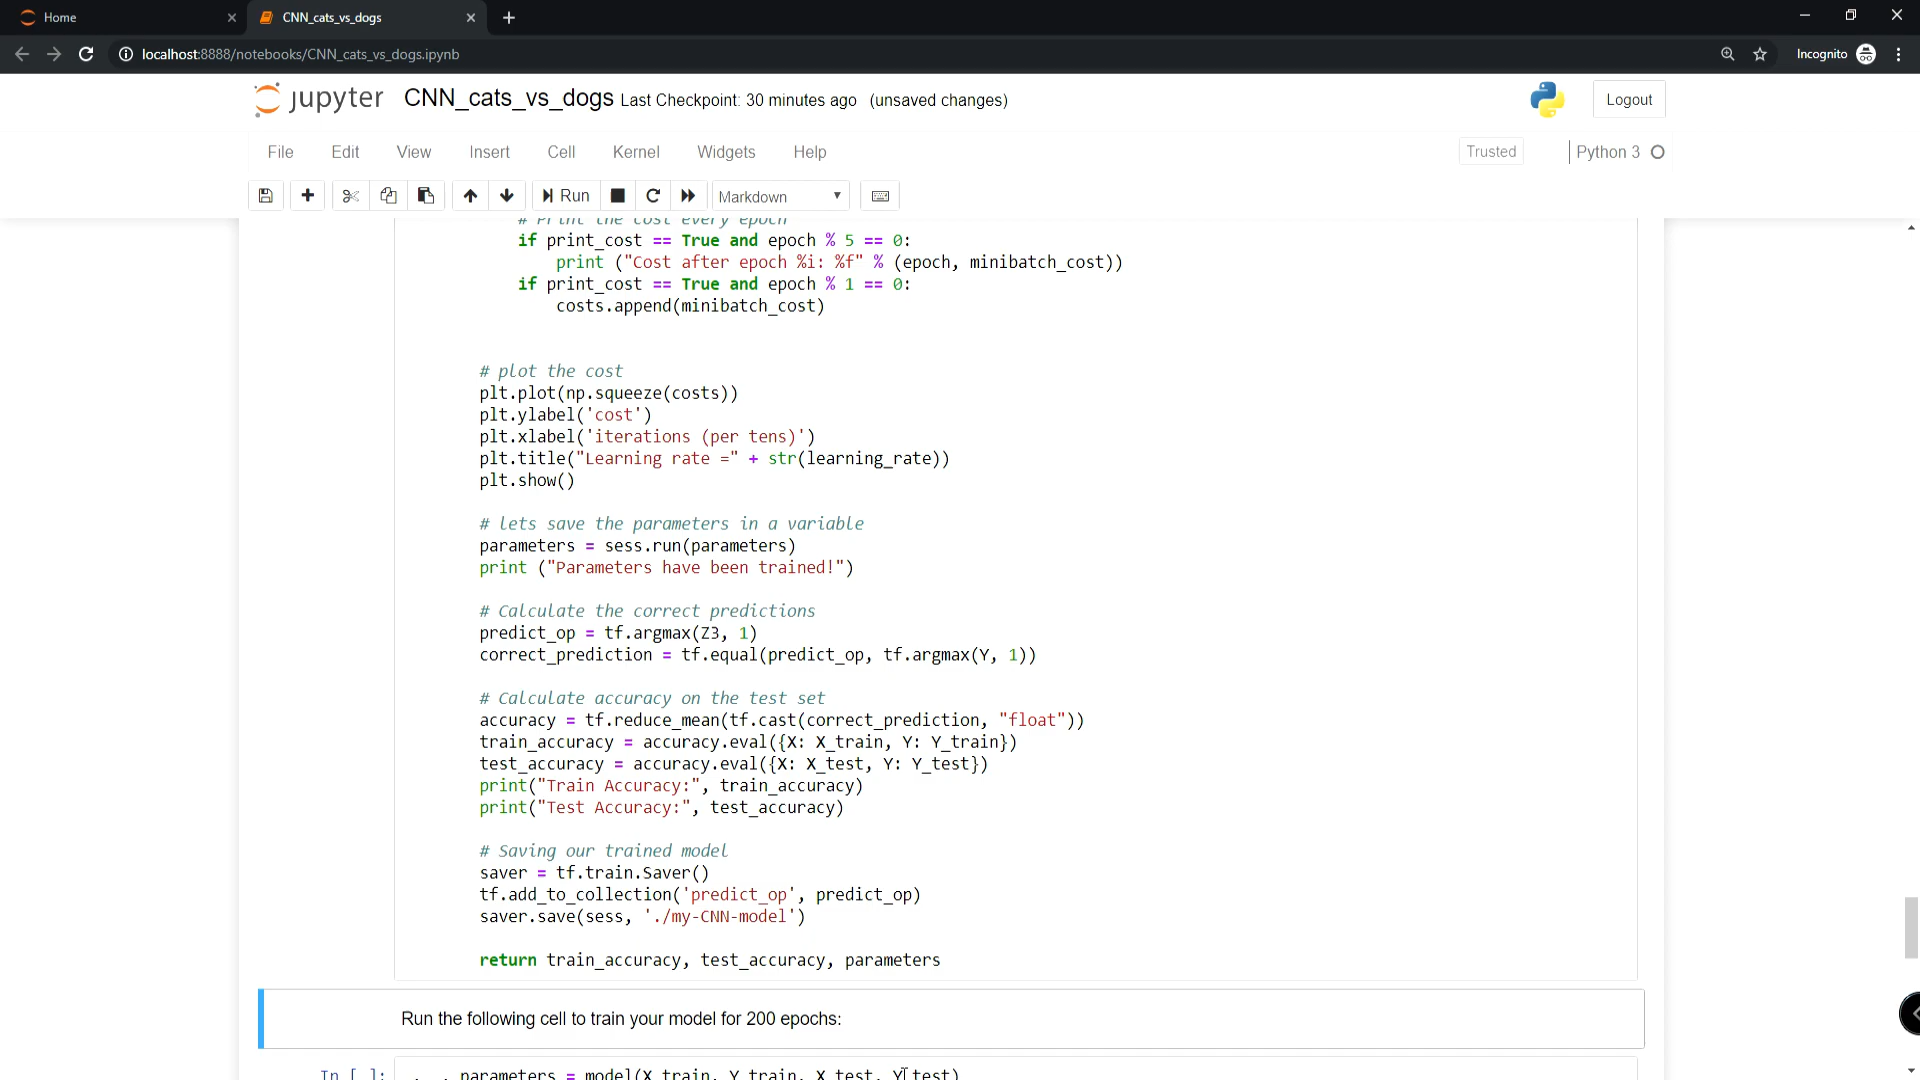 Home
CNN_cats_vs_dogs
localhost:8888/notebooks/CNN_cats_vs_dogs.ipynb
Incognito
jupyter CNN_cats_vs_dogs Last Checkpoint: 30 minutes ago (unsaved changes)
Logout
File Edit View Insert Cell Kernel Widgets Help
Trusted
Python 3
Run
Markdown
# Print the cost every epoch
if print_cost == True and epoch % 5 == 0:
print ("Cost after epoch %i: %f" % (epoch, minibatch_cost))
if print_cost == True and epoch % 1 == 0:
costs.append(minibatch_cost)
# plot the cost
plt.plot(np.squeeze(costs))
plt.ylabel('cost')
plt.xlabel('iterations (per tens)')
plt.title("Learning rate =" + str(learning_rate))
plt.show()
# lets save the parameters in a variable
parameters = sess.run(parameters)
print ("Parameters have been trained!")
# Calculate the correct predictions
predict_op = tf.argmax(Z3, 1)
correct_prediction = tf.equal(predict_op, tf.argmax(Y, 1))
# Calculate accuracy on the test set
accuracy = tf.reduce_mean(tf.cast(correct_prediction, "float"))
train_accuracy = accuracy.eval({X: X_train, Y: Y_train})
test_accuracy = accuracy.eval({X: X_test, Y: Y_test})
print("Train Accuracy:", train_accuracy)
print("Test Accuracy:", test_accuracy)
# Saving our trained model
saver = tf.train.Saver()
tf.add_to_collection('predict_op', predict_op)
saver.save(sess, './my-CNN-model')
return train_accuracy, test_accuracy, parameters
Run the following cell to train your model for 200 epochs:
In [ ]: _, _, parameters = model(X_train, Y_train, X_test, Y_test)